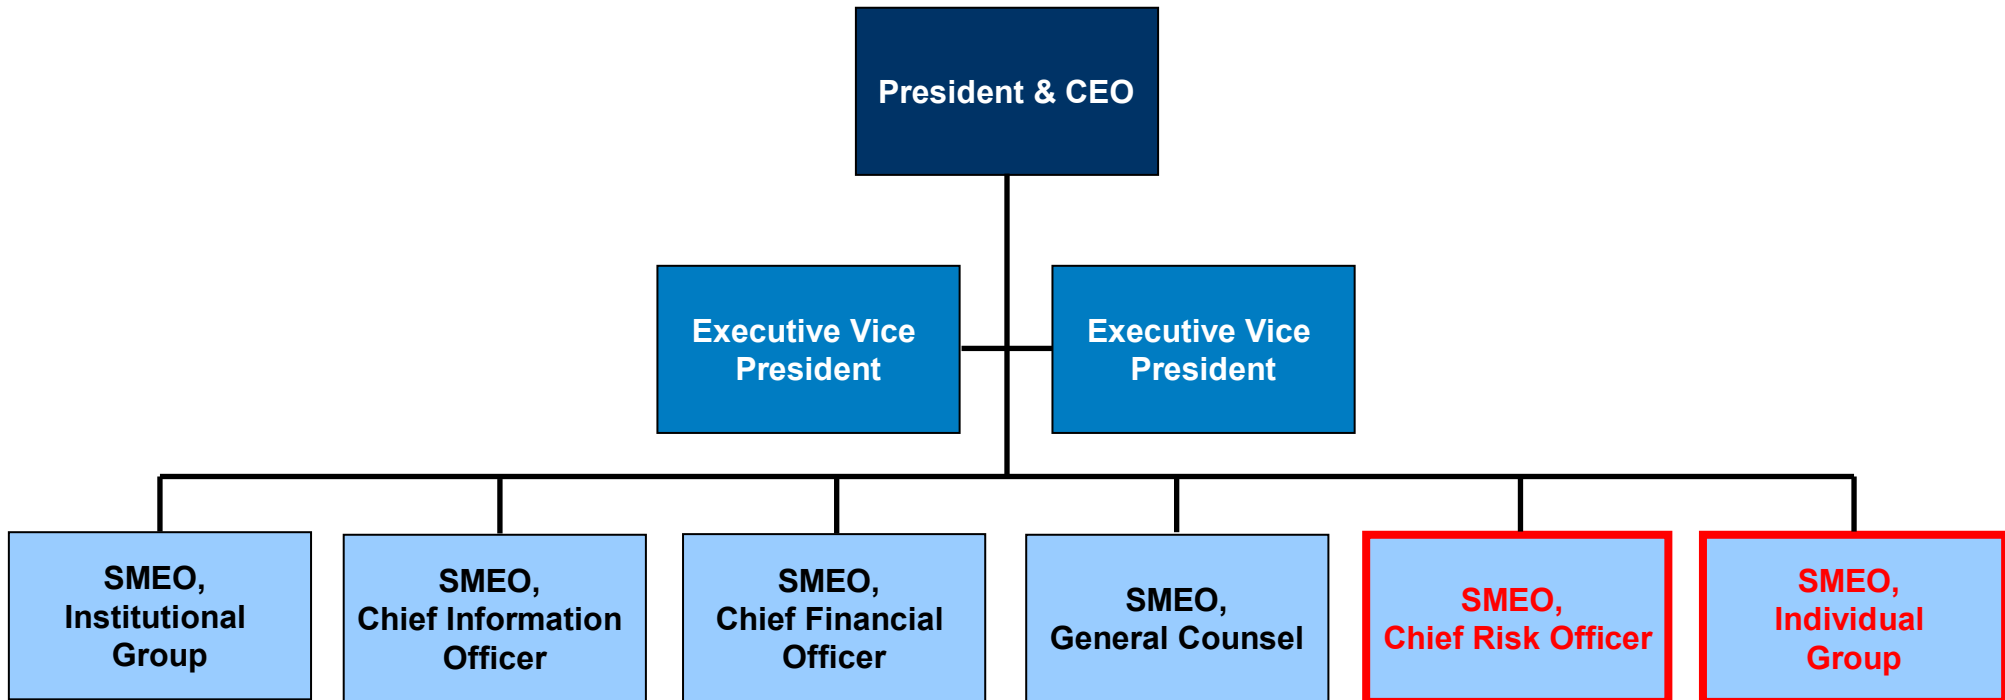 President & CEO
Executive Vice
President
Executive Vice
President
SMEO,
Institutional
Group
SMEO,
Chief Information
Officer
SMEO,
Chief Financial
Officer
SMEO,
General Counsel
SMEO,
Chief Risk Officer
SMEO,
Individual
Group